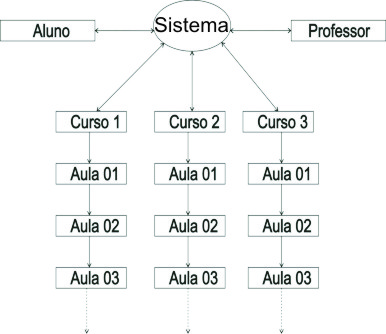 Aluno
Sistema
Professor
Curso 1
Curso 2
Curso 3
Aula 01
Aula 01
Aula 01
Aula 02
Aula 02
Aula 02
Aula 03
Aula 03
Aula 03